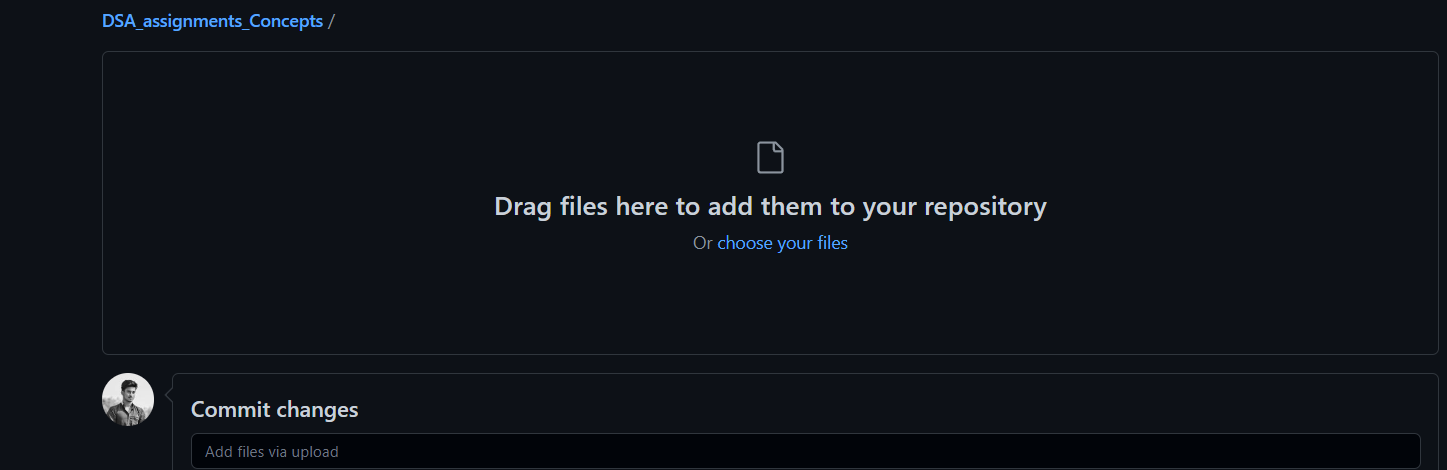 DSA_assignments_Concepts /
Drag files here to add them to your repository
Or choose your files
Commit changes
Add files via upload